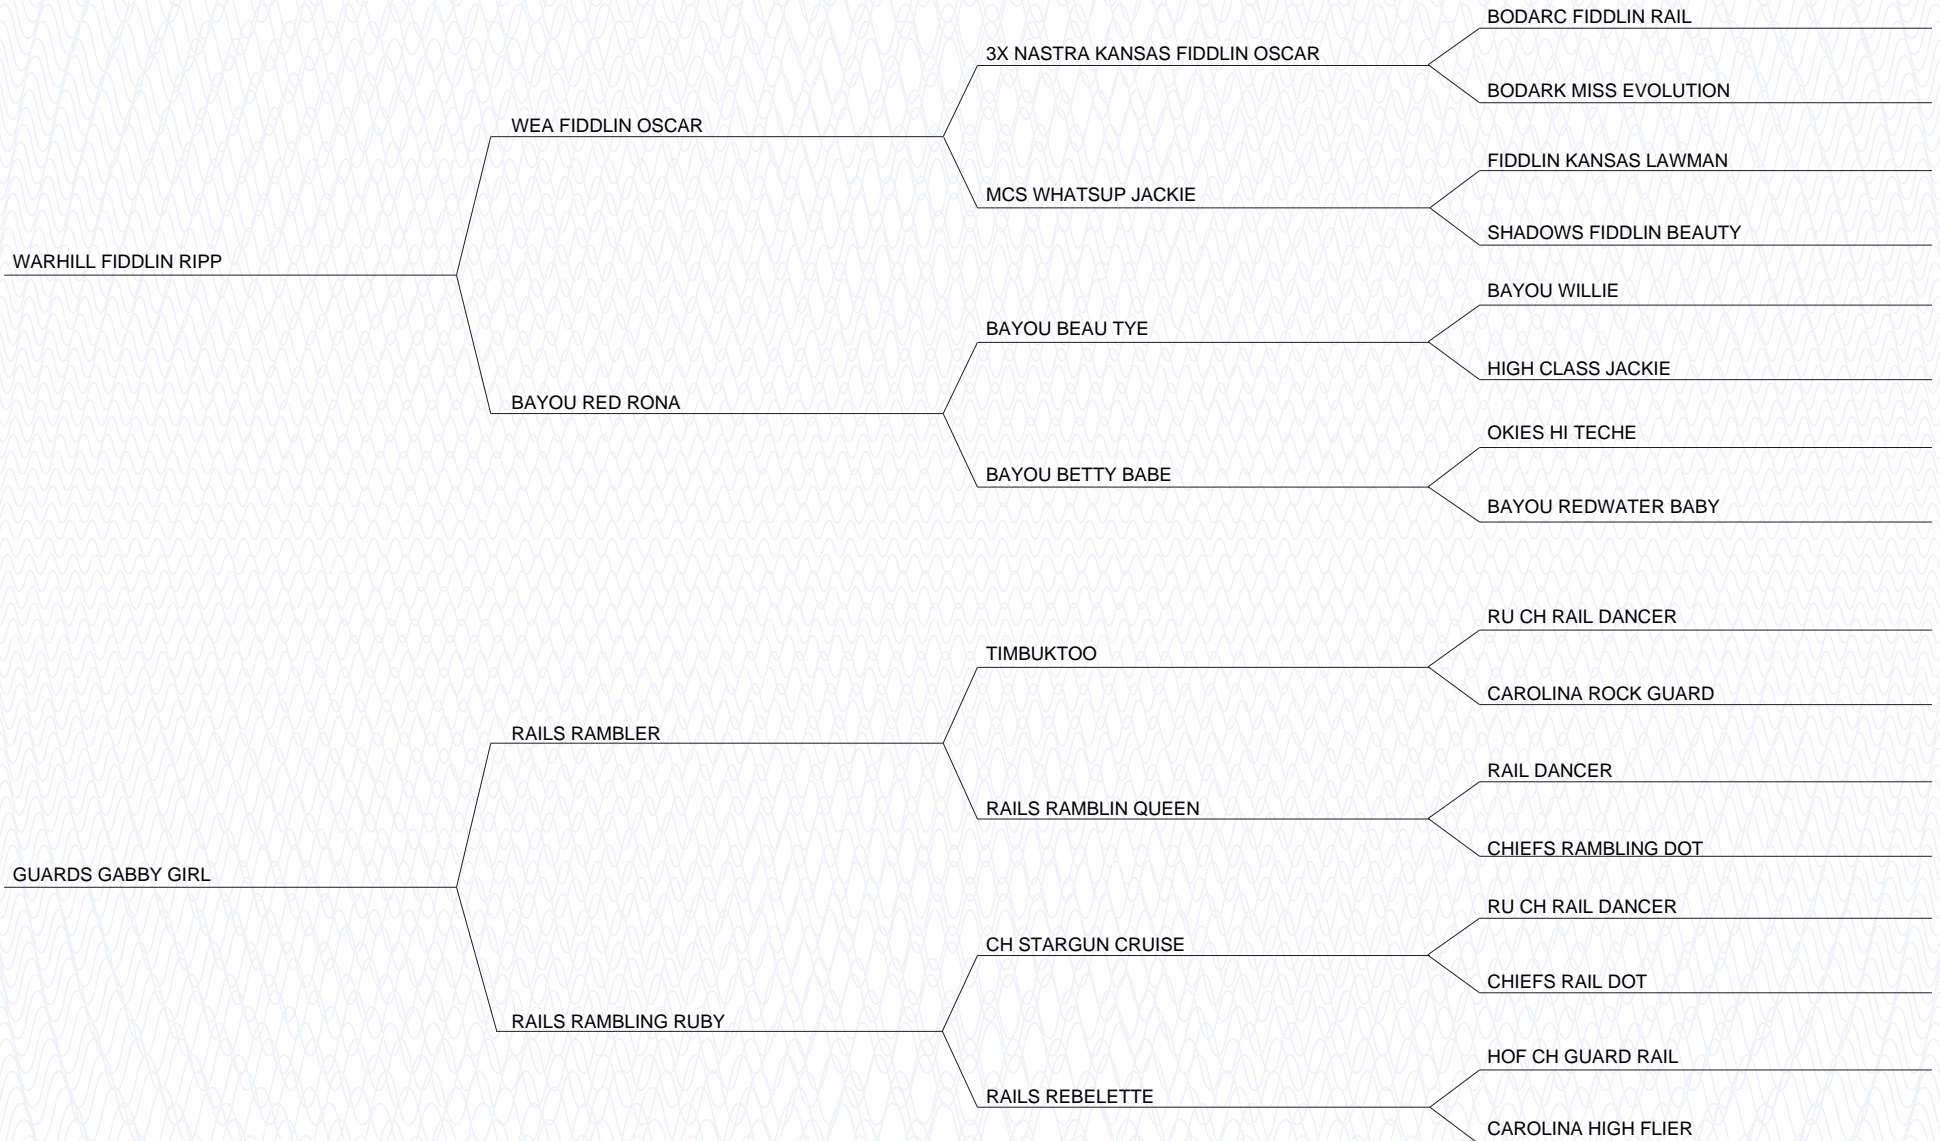 BODARC FIDDLIN RAIL
3X NASTRA KANSAS FIDDLIN OSCAR
BODARK MISS EVOLUTION
WEA FIDDLIN OSCAR
FIDDLIN KANSAS LAWMAN
MCS WHATSUP JACKIE
SHADOWS FIDDLIN BEAUTY
WARHILL FIDDLIN RIPP
BAYOU WILLIE
BAYOU BEAU TYE
HIGH CLASS JACKIE
BAYOU RED RONA
OKIES HI TECHE
BAYOU BETTY BABE
BAYOU REDWATER BABY
RU CH RAIL DANCER
TIMBUKTOO
CAROLINA ROCK GUARD
RAILS RAMBLER
RAIL DANCER
RAILS RAMBLIN QUEEN
CHIEFS RAMBLING DOT
GUARDS GABBY GIRL
RU CH RAIL DANCER
CH STARGUN CRUISE
CHIEFS RAIL DOT
RAILS RAMBLING RUBY
HOF CH GUARD RAIL
RAILS REBELETTE
CAROLINA HIGH FLIER